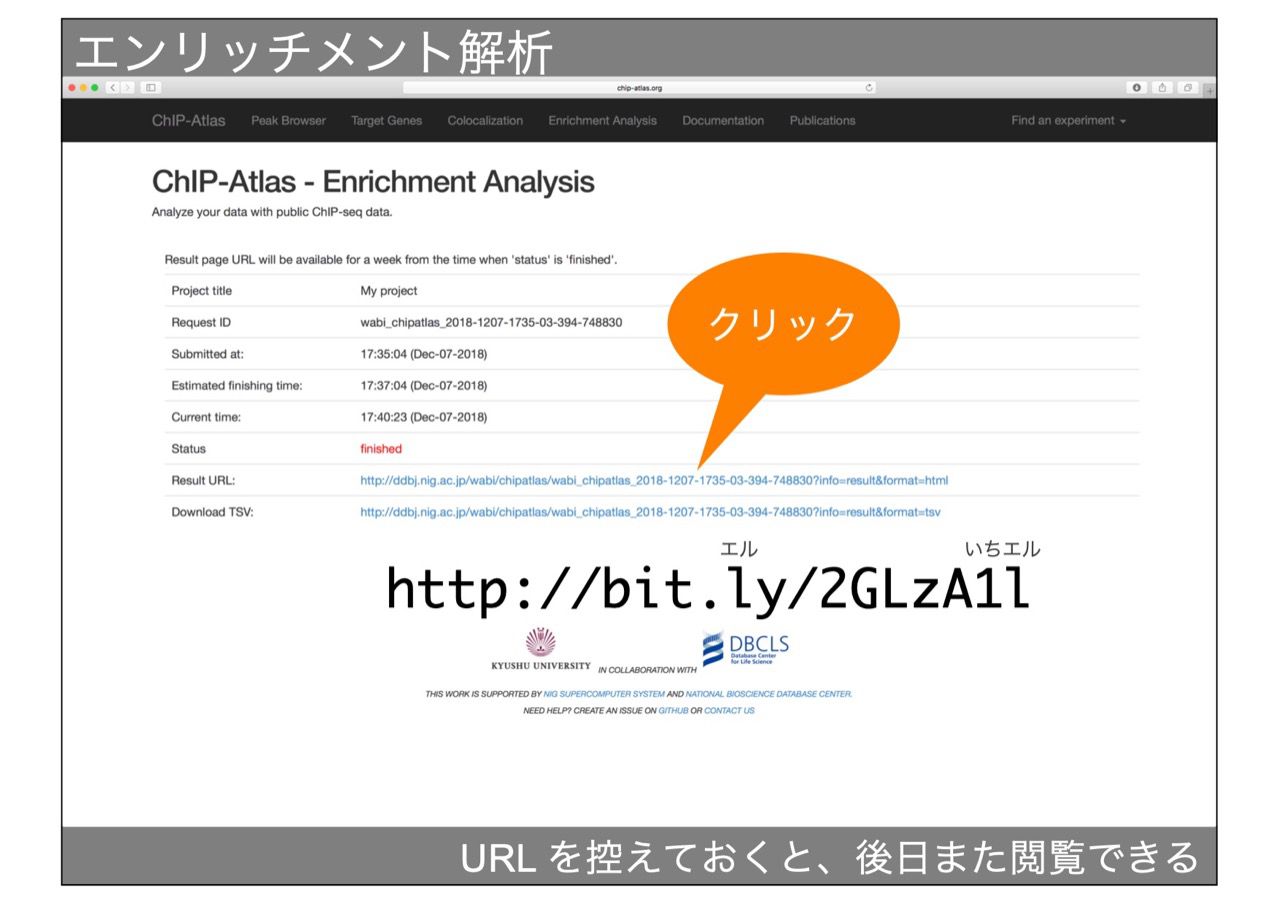 エンリッチメント解析
chip-atlas.org
ChIP-Atlas Peak Browser Target Genes Colocalization Enrichment Analysis Documentation Publications Find an experiment
ChIP-Atlas - Enrichment Analysis
Analyze your data with public ChIP-seq data.
Result page URL will be available for a week from the time when 'status' is 'finished'.
Project title My project
Request ID wabi_chipatlas_2018-1207-1735-03-394-748830
クリック
Submitted at: 17:35:04 (Dec-07-2018)
Estimated finishing time: 17:37:04 (Dec-07-2018)
Current time: 17:40:23 (Dec-07-2018)
Status finished
Result URL: http://ddbj.nig.ac.jp/wabi/chipatlas/wabi_chipatlas_2018-1207-1735-03-394-748830?info=result&format=html
Download TSV: http://ddbj.nig.ac.jp/wabi/chipatlas/wabi_chipatlas_2018-1207-1735-03-394-748830?info=result&format=tsv
エル いちエル
http://bit.ly/2GLzA1l
KYUSHU UNIVERSITY IN COLLABORATION WITH DBCLS
Database Center
for Life Science
THIS WORK IS SUPPORTED BY NIG SUPERCOMPUTER SYSTEM AND NATIONAL BIOSCIENCE DATABASE CENTER.
NEED HELP? CREATE AN ISSUE ON GITHUB OR CONTACT US
URL を控えておくと、後日また閲覧できる